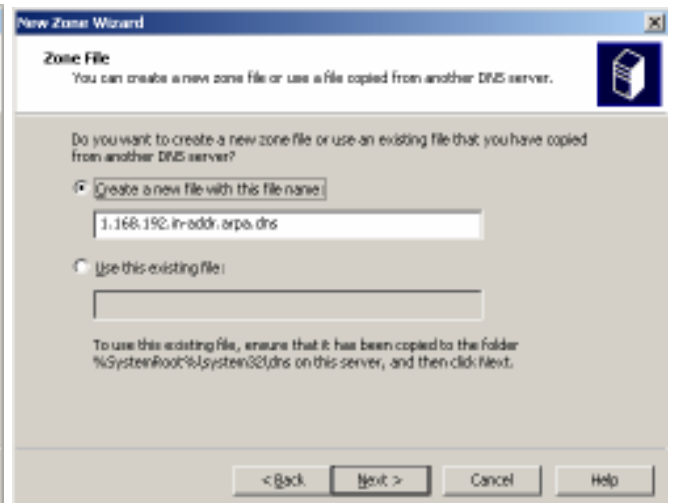 New Zone Wizard
Zone File
You can create a new zone file or use a file copied from another DNS server.
Do you want to create a new zone file or use an existing file that you have copied
from another DNS server?
Create a new file with this file name:
1.168.192.in-addr.arpa.dns
Use this existing file:
To use this existing file, ensure that it has been copied to the folder
%SystemRoot%\system32\dns on this server, and then click Next.
< Back
Next >
Cancel
Help